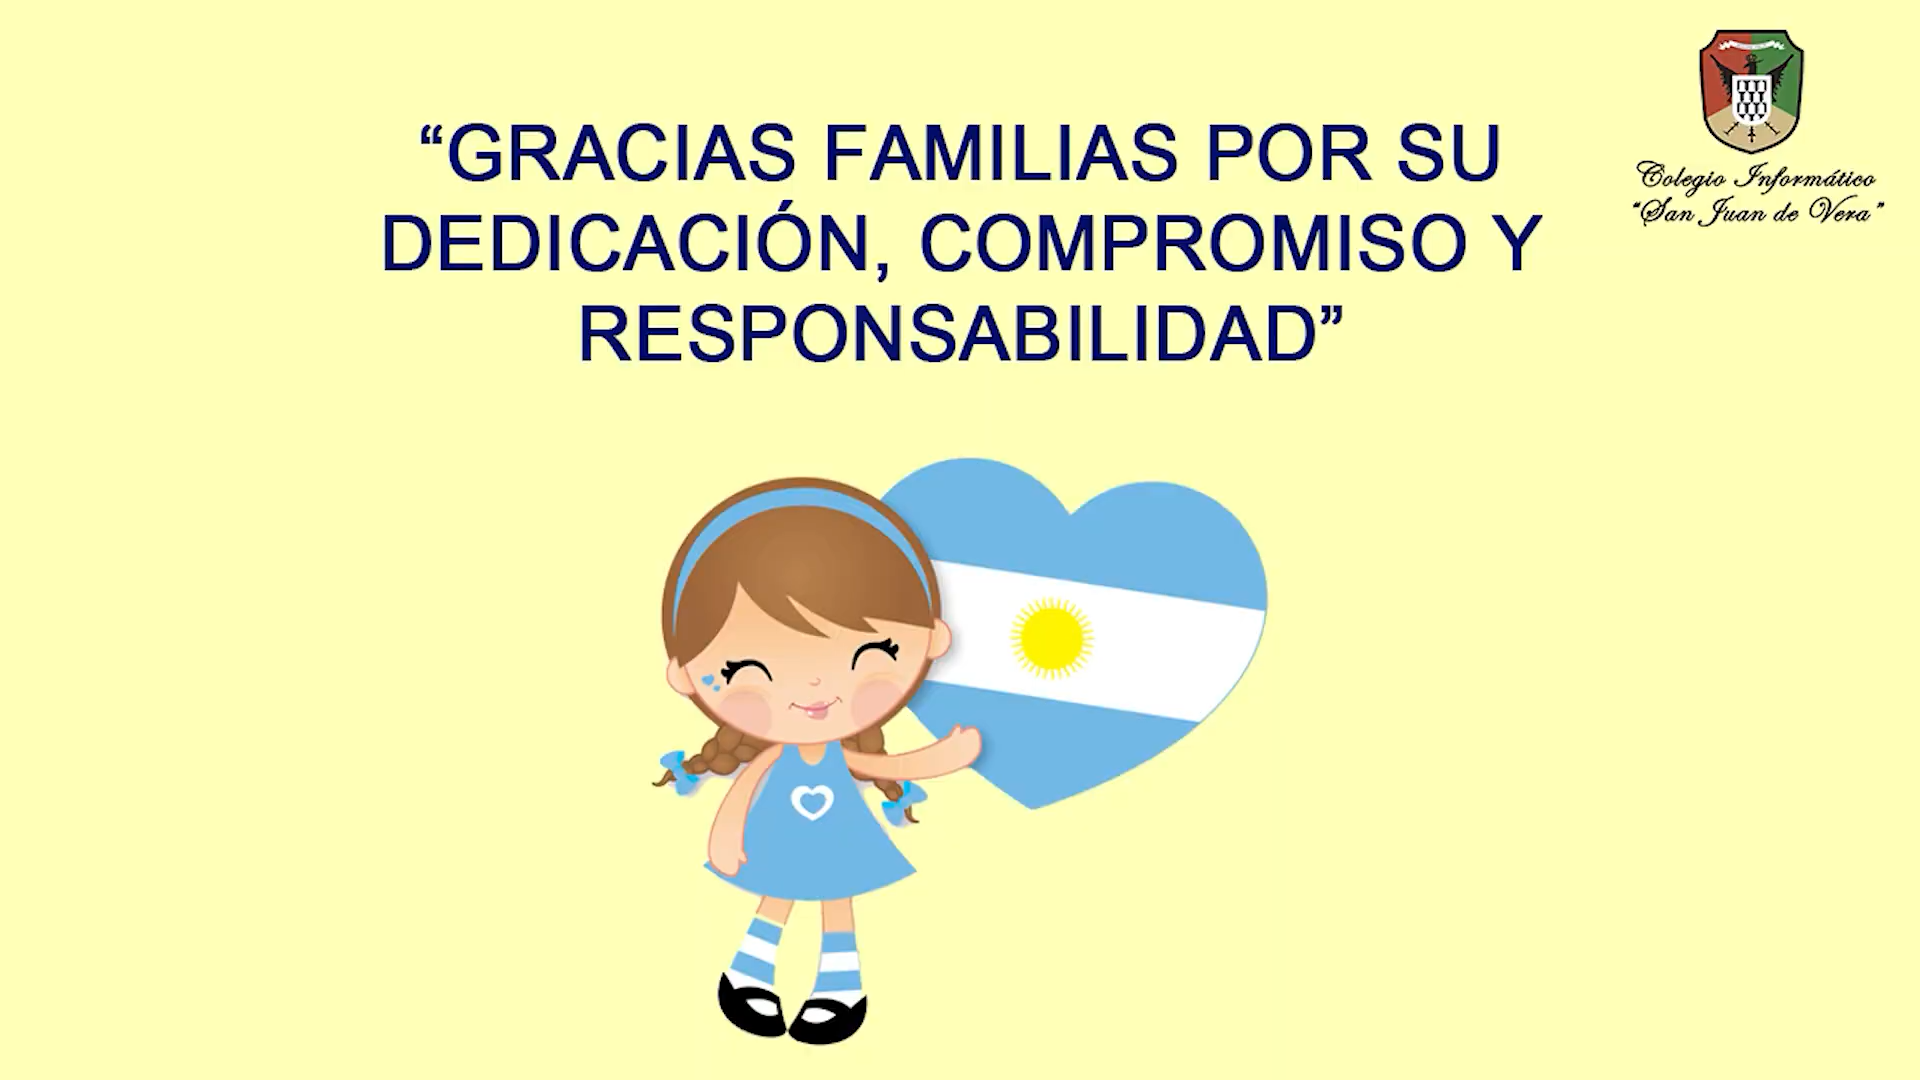 “GRACIAS FAMILIAS POR SU
DEDICACIÓN, COMPROMISO Y
RESPONSABILIDAD”
Colegio Informático
“San Juan de Vera”